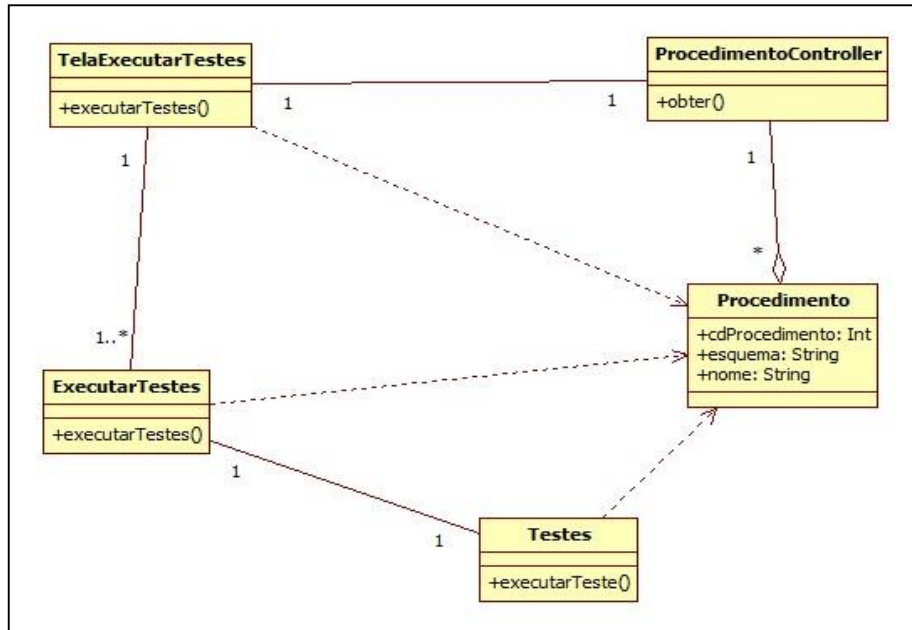 TelaExecutarTestes
+executarTestes()
ProcedimentoController
+obter()
1
1
1
1
*
1..*
Procedimento
+cdProcedimento: Int
+esquema: String
+nome: String
ExecutarTestes
+executarTestes()
1
1
Testes
+executarTeste()